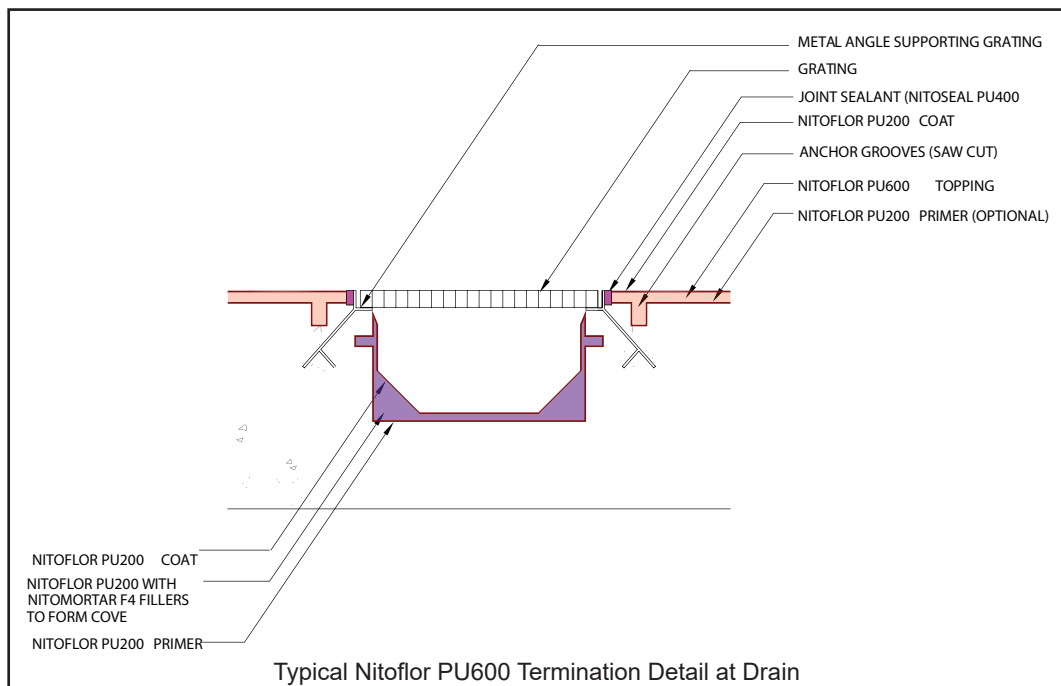 METAL ANGLE SUPPORTING GRATING
GRATING
JOINT SEALANT (NITOSEAL PU400
NITOFLOR PU200 COAT
ANCHOR GROOVES (SAW CUT)
NITOFLOR PU600 TOPPING
NITOFLOR PU200 PRIMER (OPTIONAL)
NITOFLOR PU200 COAT
NITOFLOR PU200 WITH
NITOMORTAR F4 FILLERS
TO FORM COVE
NITOFLOR PU200 PRIMER
Typical Nitoflor PU600 Termination Detail at Drain